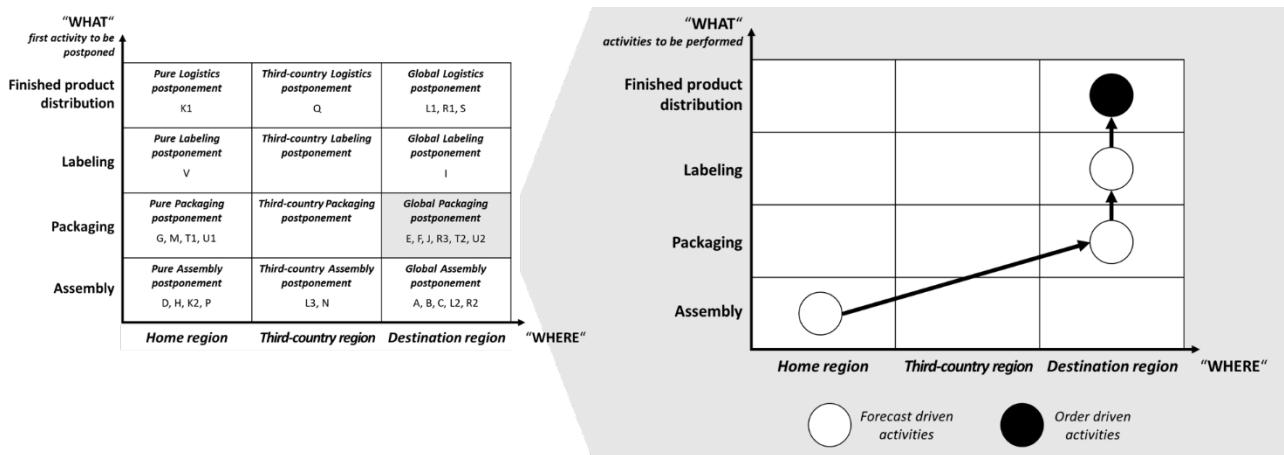 “WHAT“
first activity to be
postponed
Finished product
distribution
Pure Logistics
postponement
K1
Third-country Logistics
postponement
Q
Global Logistics
postponement
L1, R1, S
Labeling
Pure Labeling
postponement
V
Third-country Labeling
postponement
Global Labeling
postponement
I
Packaging
Pure Packaging
postponement
G, M, T1, U1
Third-country Packaging
postponement
Global Packaging
postponement
E, F, J, R3, T2, U2
Assembly
Pure Assembly
postponement
D, H, K2, P
Third-country Assembly
postponement
L3, N
Global Assembly
postponement
A, B, C, L2, R2
Home region
Third-country region
Destination region
“WHERE“
“WHAT“
activities to be performed
Finished product
distribution
Labeling
Packaging
Assembly
Home region
Third-country region
Destination region
“WHERE“
Forecast driven
activities
Order driven
activities